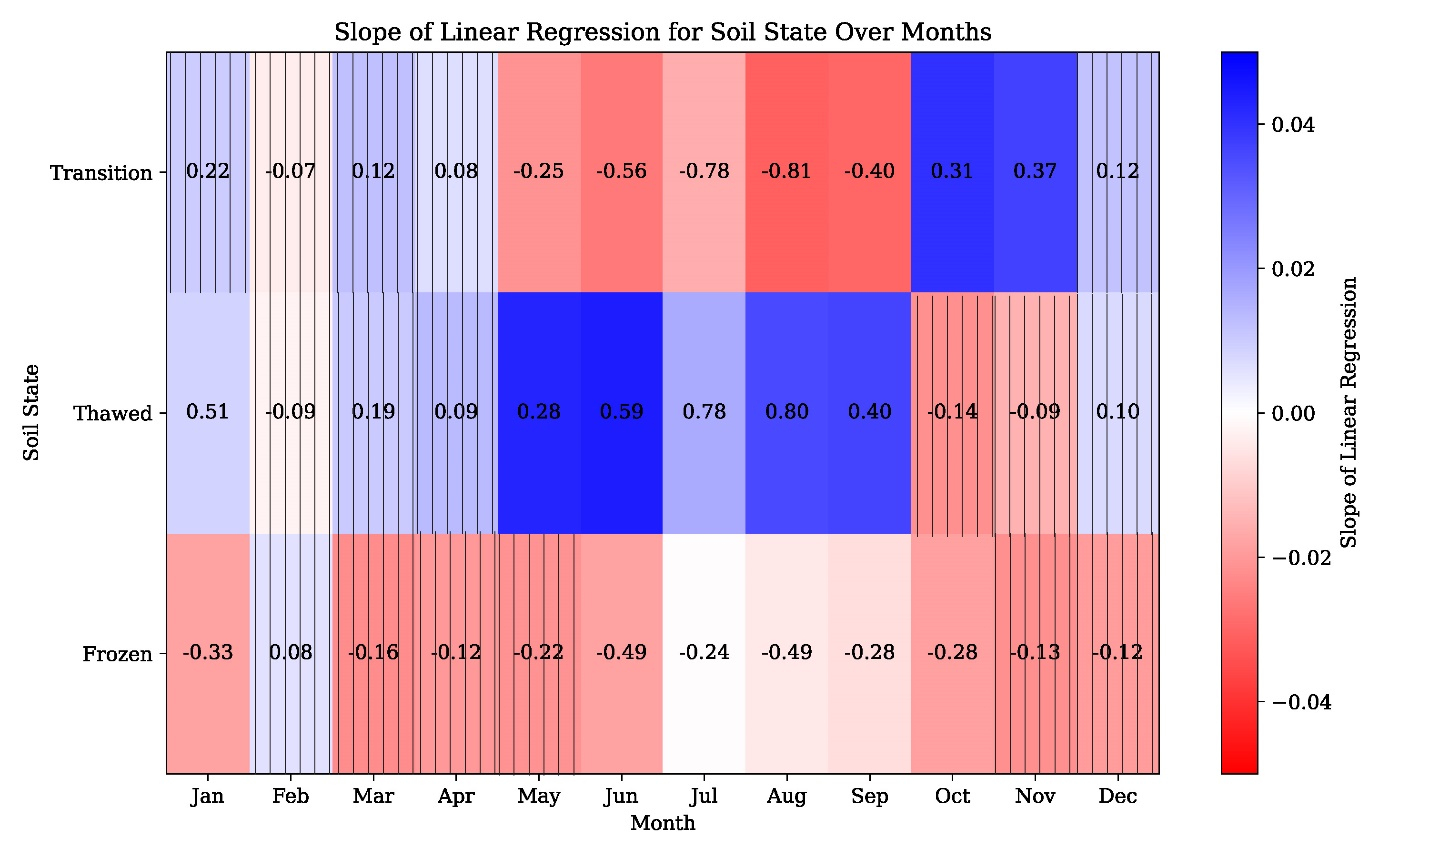 Slope of Linear Regression for Soil State Over Months
Transition
0.22 -0.07 0.12 0.08 -0.25 -0.56 -0.78 -0.81 -0.40 0.31 0.37 0.12
Thawed
0.51 -0.09 0.19 0.09 0.28 0.59 0.78 0.80 0.40 -0.14 -0.09 0.10
Frozen
-0.33 0.08 -0.16 -0.12 -0.22 -0.49 -0.24 -0.49 -0.28 -0.28 -0.13 -0.12
Soil State
Jan Feb Mar Apr May Jun Jul Aug Sep Oct Nov Dec
Month
0.04
0.02
0.00
−0.02
−0.04
Slope of Linear Regression